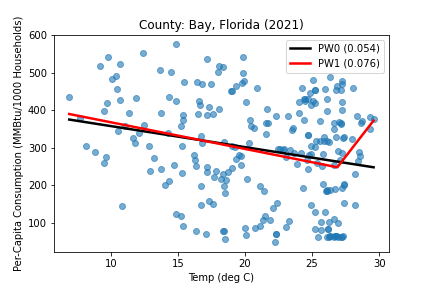 County: Bay, Florida (2021)
Per-Capita Consumption (MMBtu/1000 Households)
600
500
400
300
200
100
PW0 (0.054)
PW1 (0.076)
10
15
20
25
30
Temp (deg C)